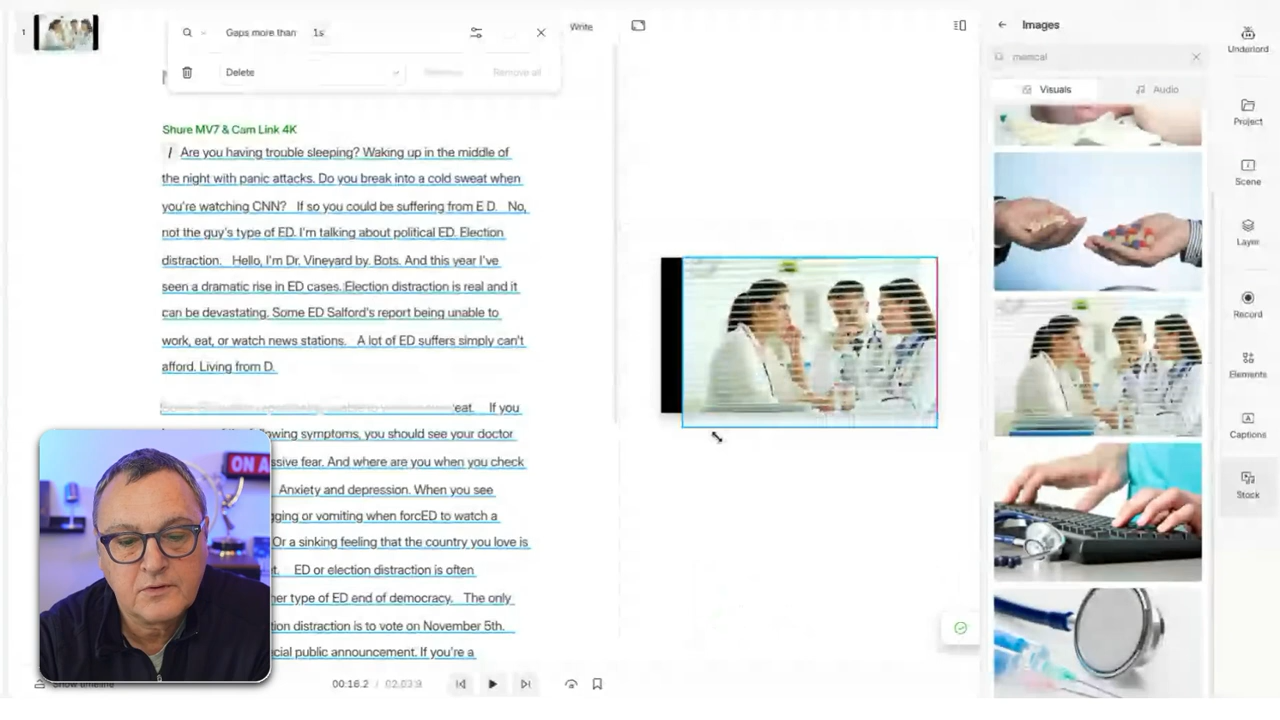 1
Gaps more than 1s
Write
Delete
Remove all
Shure MV7 & Cam Link 4K
/ Are you having trouble sleeping? Waking up in the middle of
the night with panic attacks. Do you break into a cold sweat when
you're watching CNN? If so you could be suffering from E D. No,
not the guy's type of ED. I'm talking about political ED. Election
distraction. Hello, I'm Dr. Vineyard by. Bots. And this year I've
seen a dramatic rise in ED cases. Election distraction is real and it
can be devastating. Some ED Salford's report being unable to
work, eat, or watch news stations. A lot of ED suffers simply can't
afford. Living from D.
eat. If you
owing symptoms, you should see your doctor
ssive fear. And where are you when you check
Anxiety and depression. When you see
ging or vomiting when forcED to watch a
Or a sinking feeling that the country you love is
t. ED or election distraction is often
her type of ED end of democracy. The only
tion distraction is to vote on November 5th.
cial public announcement. If you're a
ON A
Show timeline
00:16.2 / 02:03.9
Images
Visuals
Audio
Underlord
Project
Scene
Layer
Record
Elements
Captions
Stock